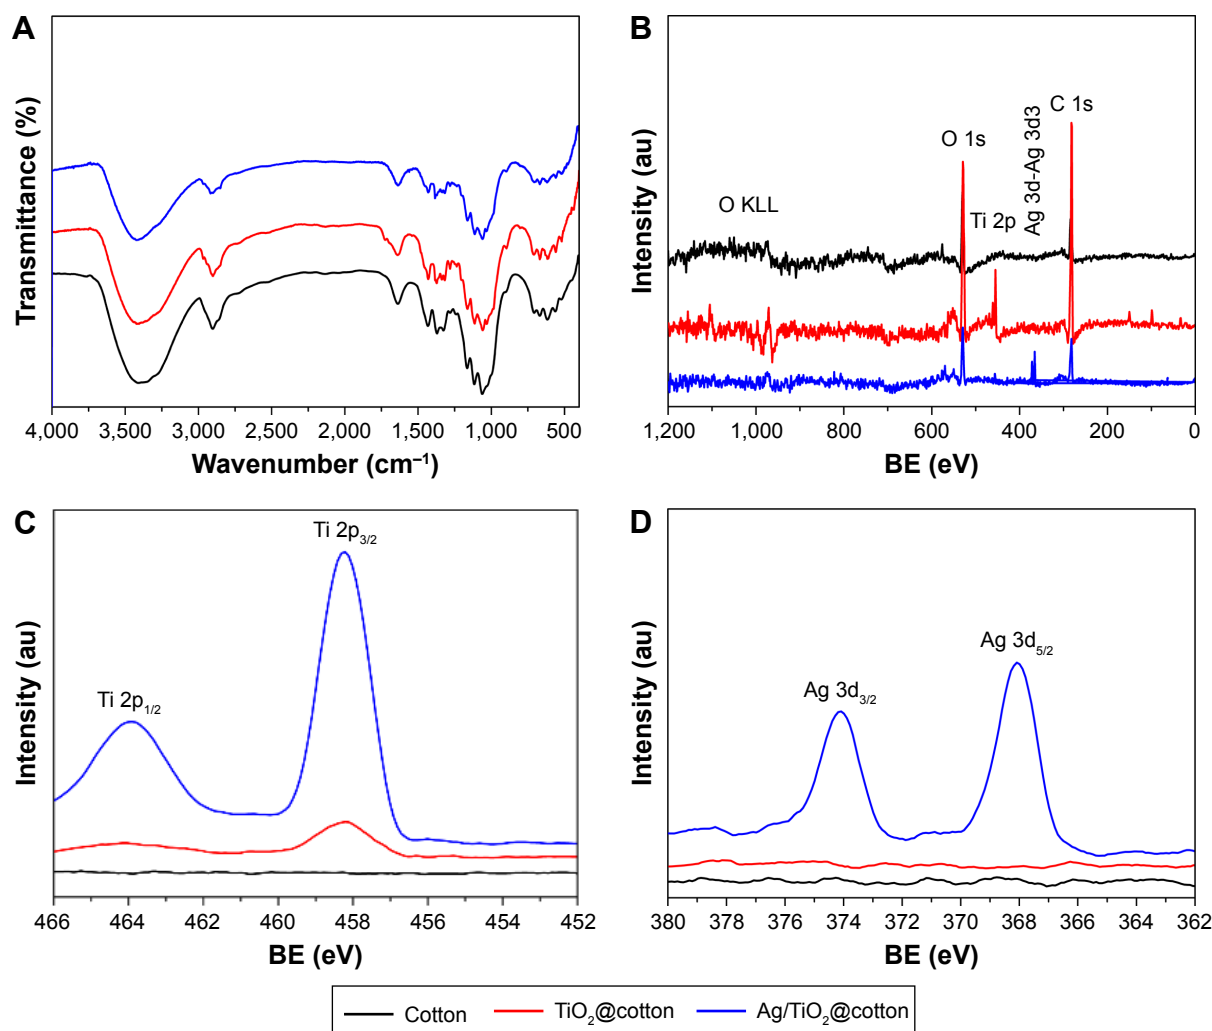 A
Transmittance (%)
4,000 3,500 3,000 2,500 2,000 1,500 1,000 500
Wavenumber (cm⁻¹)
B
Intensity (au)
O KLL
O 1s
Ti 2p
Ag 3d-Ag 3d3
C 1s
1,200 1,000 800 600 400 200 0
BE (eV)
C
Intensity (au)
Ti 2p₁/₂
Ti 2p₃/₂
466 464 462 460 458 456 454 452
BE (eV)
D
Intensity (au)
Ag 3d₃/₂
Ag 3d₅/₂
380 378 376 374 372 370 368 366 364 362
BE (eV)
Cotton TiO₂@cotton Ag/TiO₂@cotton